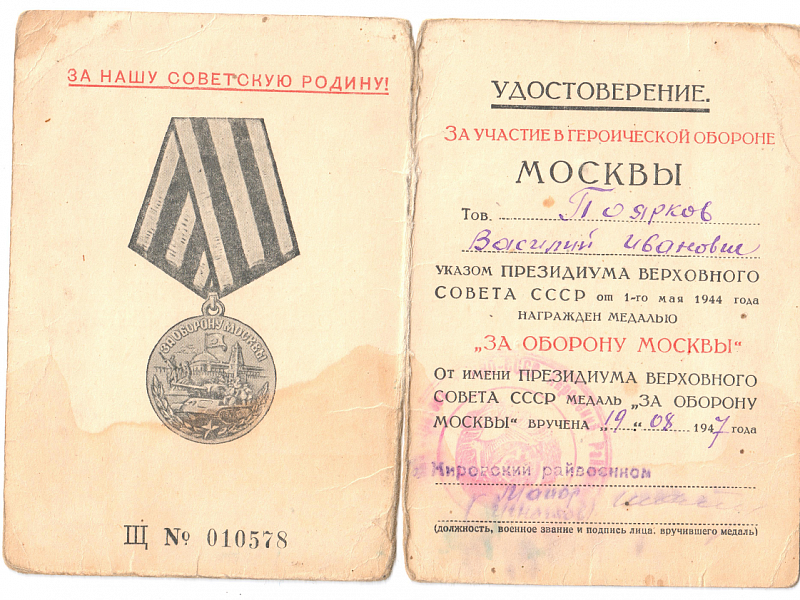 ЗА НАШУ СОВЕТСКУЮ РОДИНУ!
ЗА ОБОРОНУ МОСКВЫ
Щ № 010578
УДОСТОВЕРЕНИЕ.
ЗА УЧАСТИЕ В ГЕРОИЧЕСКОЙ ОБОРОНЕ
МОСКВЫ
Тов. Поярков
Василий Иванович
УКАЗОМ ПРЕЗИДИУМА ВЕРХОВНОГО
СОВЕТА СССР от 1-го мая 1944 года
НАГРАЖДЕН МЕДАЛЬЮ
„ЗА ОБОРОНУ МОСКВЫ“
От имени ПРЕЗИДИУМА ВЕРХОВНОГО
СОВЕТА СССР МЕДАЛЬ „ЗА ОБОРОНУ
МОСКВЫ“ ВРУЧЕНА „19“ 08 1947 года
Кировский райвоенком
Майор
(должность, военное звание и подпись лица, вручившего медаль)